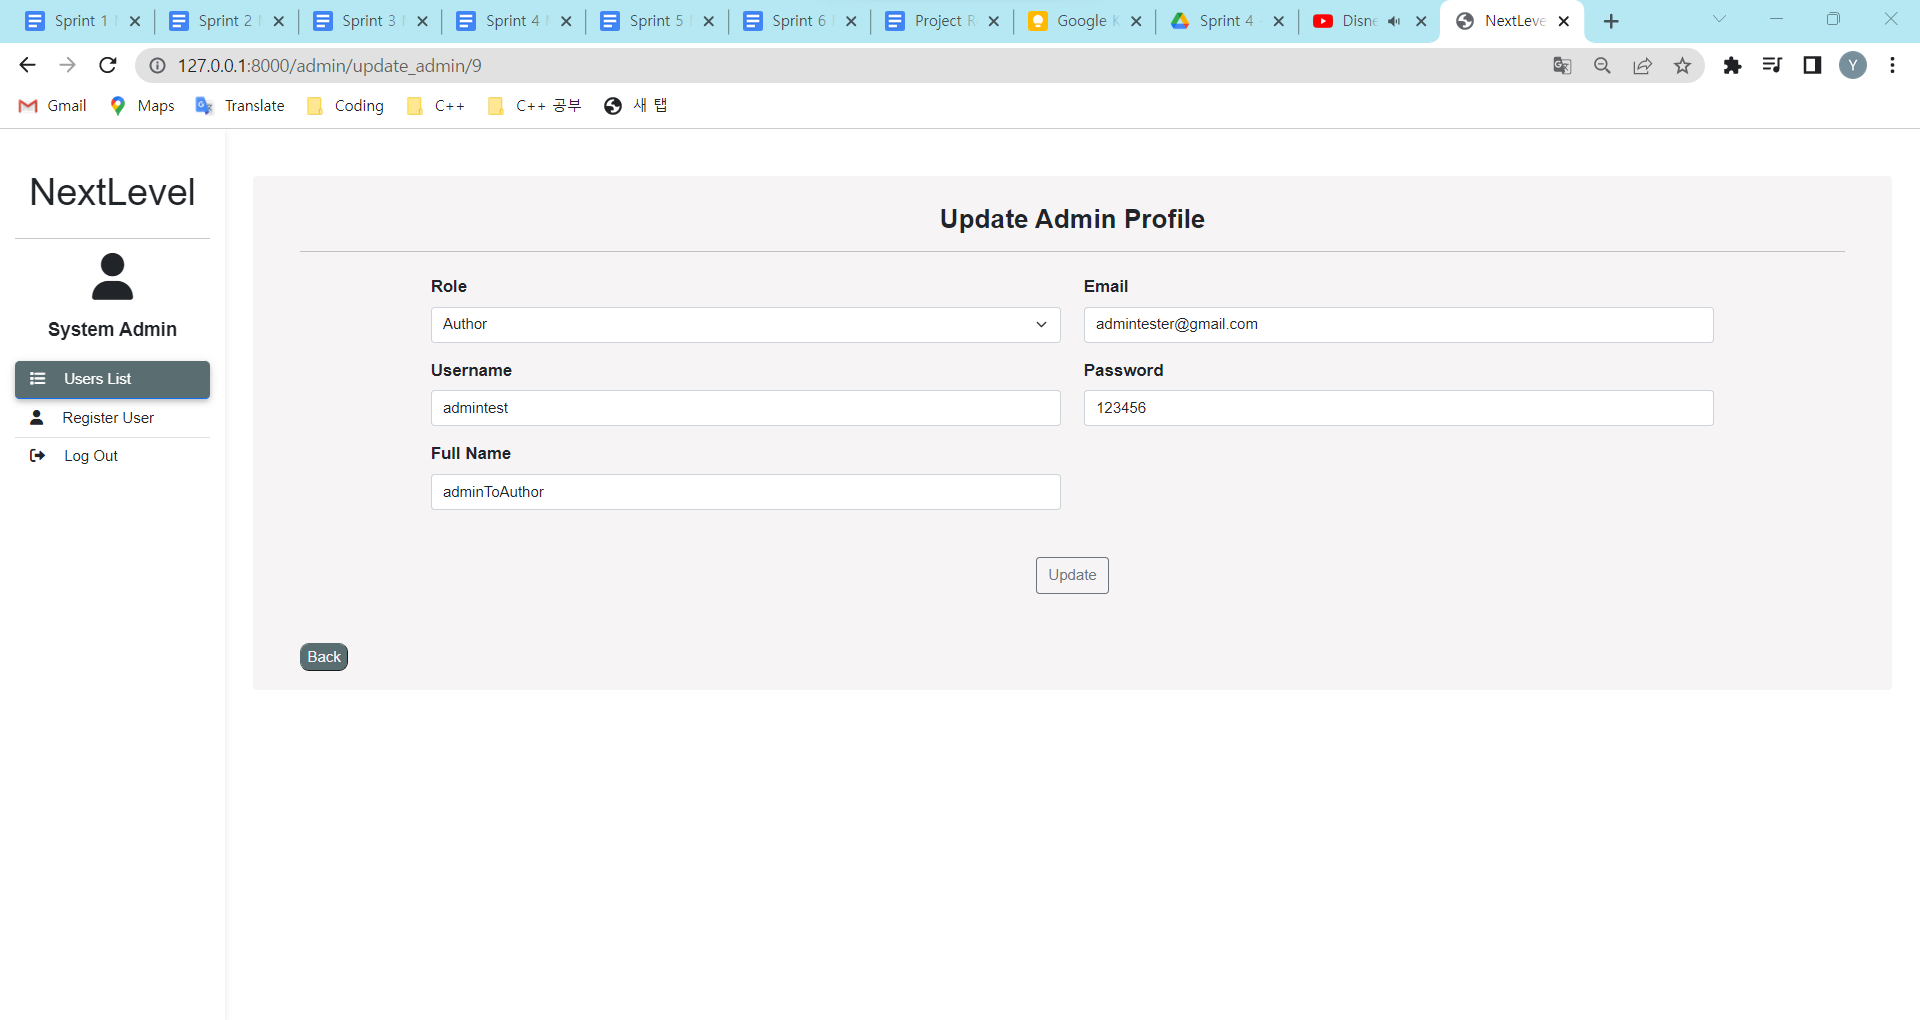 Sprint 1
Sprint 2
Sprint 3
Sprint 4
Sprint 5
Sprint 6
Project R
Google K
Sprint 4 -
Disne
NextLeve
127.0.0.1:8000/admin/update_admin/9
Y
Gmail
Maps
Translate
Coding
C++
C++ 공부
새 탭
NextLevel
System Admin
Users List
Register User
Log Out
Update Admin Profile
Role
Email
Author
admintester@gmail.com
Username
Password
admintest
123456
Full Name
adminToAuthor
Update
Back